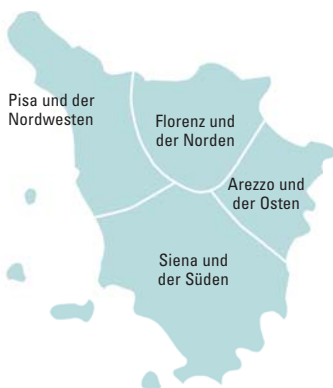 Pisa und der
Nordwesten
Florenz und
der Norden
Arezzo und
der Osten
Siena und
der Süden